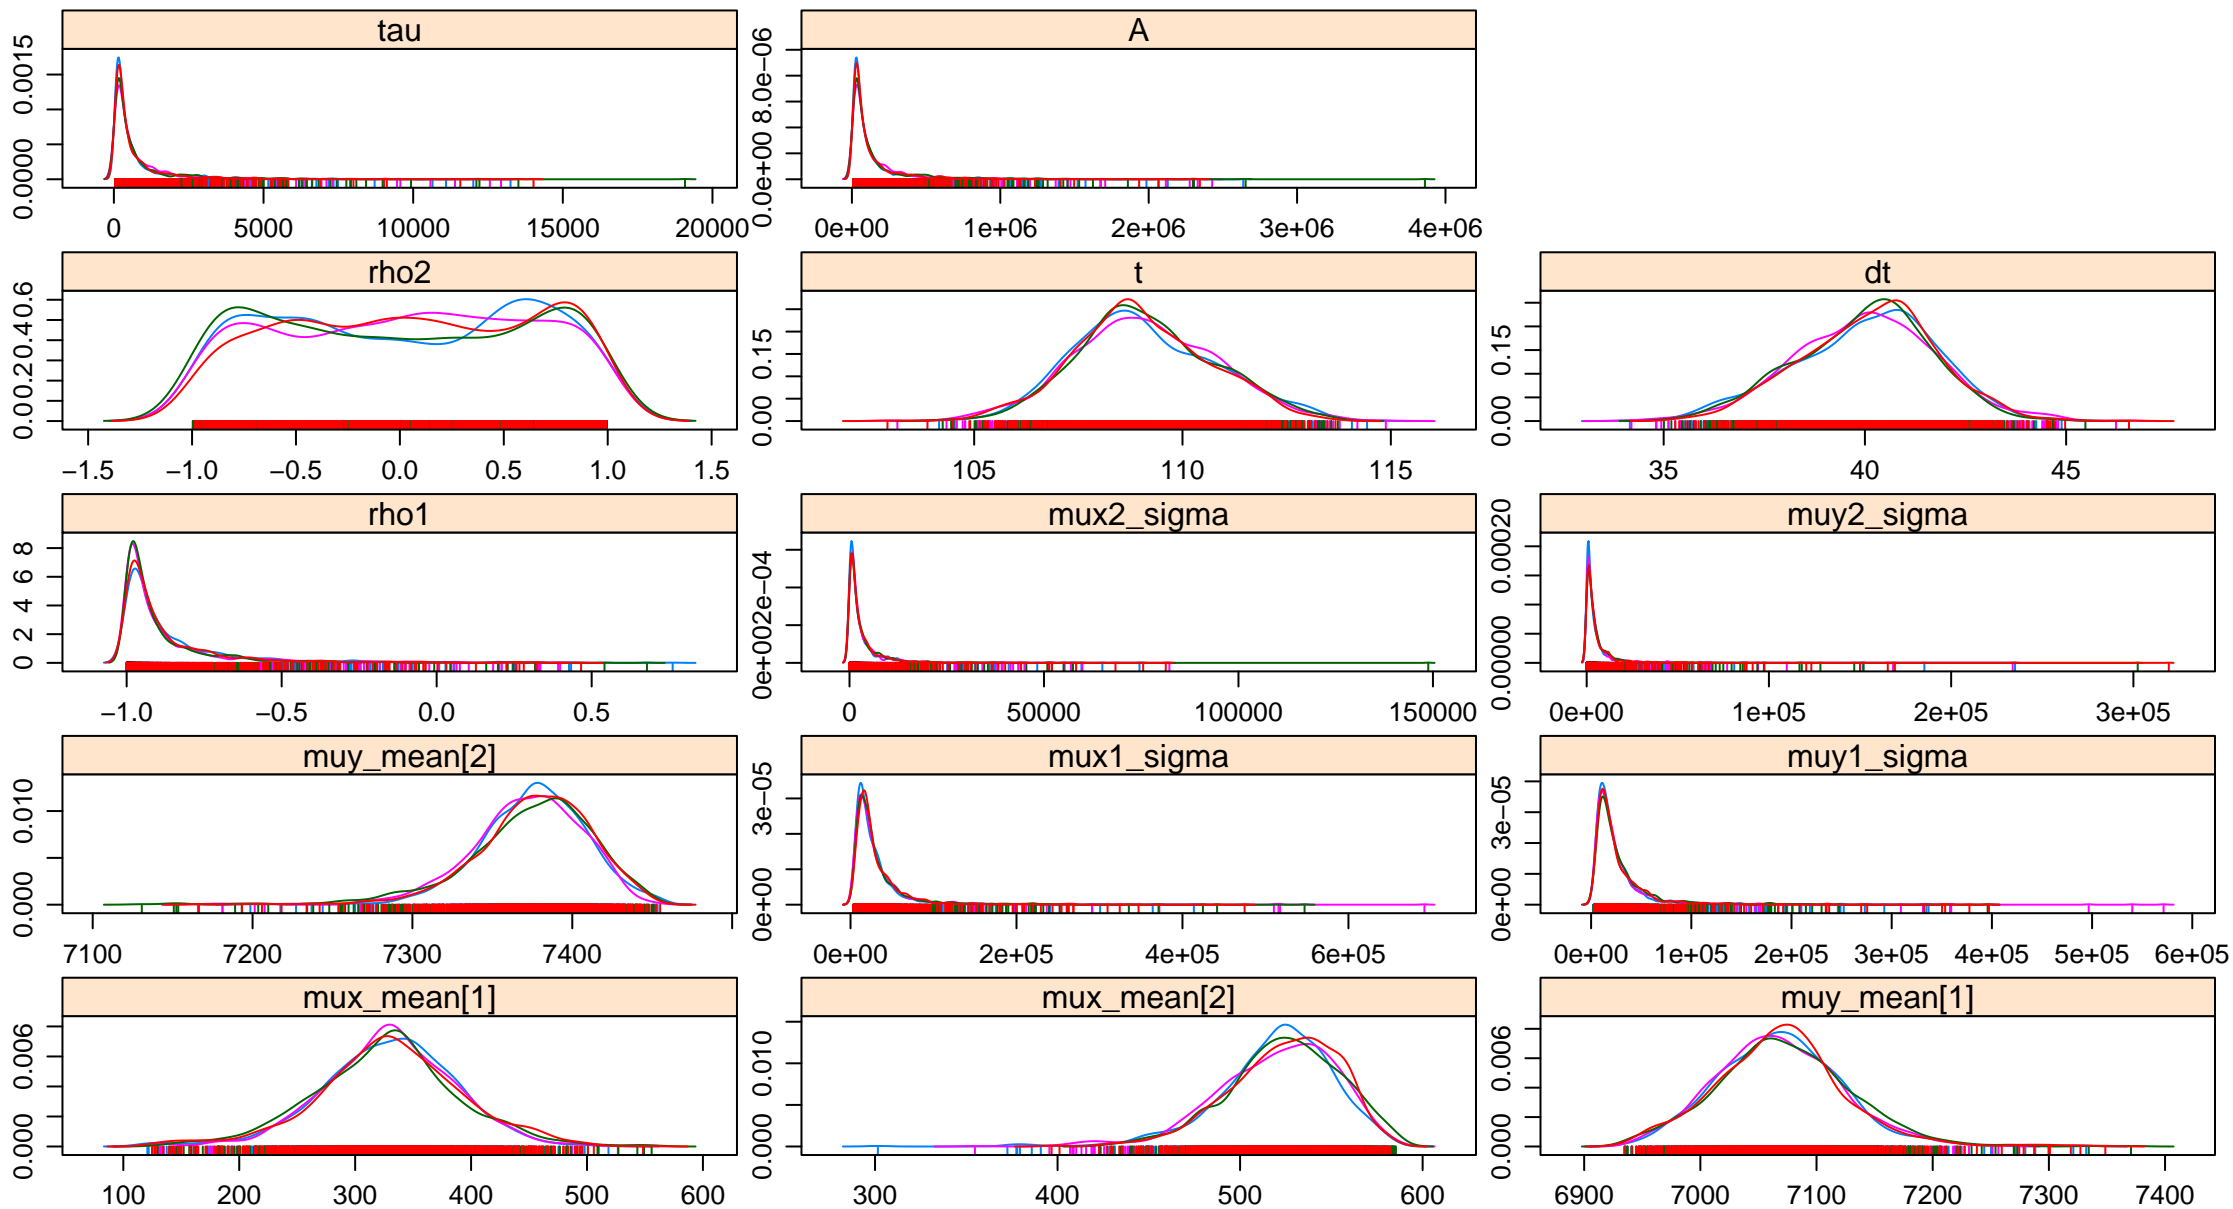 tau
0.0000 0.0015
0 5000 10000 15000 20000
A
0.0e+00 8.0e−06
0e+00 1e+06 2e+06 3e+06 4e+06
rho2
0.0 0.2 0.4 0.6
−1.5 −1.0 −0.5 0.0 0.5 1.0 1.5
t
0.00 0.15
105 110 115
dt
0.00 0.15
35 40 45
rho1
0 2 4 6 8
−1.0 −0.5 0.0 0.5
mux2_sigma
0e+00 2e−04
0 50000 100000 150000
muy2_sigma
0.00000 0.00020
0e+00 1e+05 2e+05 3e+05
muy_mean[2]
0.000 0.010
7100 7200 7300 7400
mux1_sigma
0e+00 3e−05
0e+00 2e+05 4e+05 6e+05
muy1_sigma
0e+00 3e−05
0e+00 1e+05 2e+05 3e+05 4e+05 5e+05 6e+05
mux_mean[1]
0.000 0.006
100 200 300 400 500 600
mux_mean[2]
0.000 0.010
300 400 500 600
muy_mean[1]
0.000 0.006
6900 7000 7100 7200 7300 7400